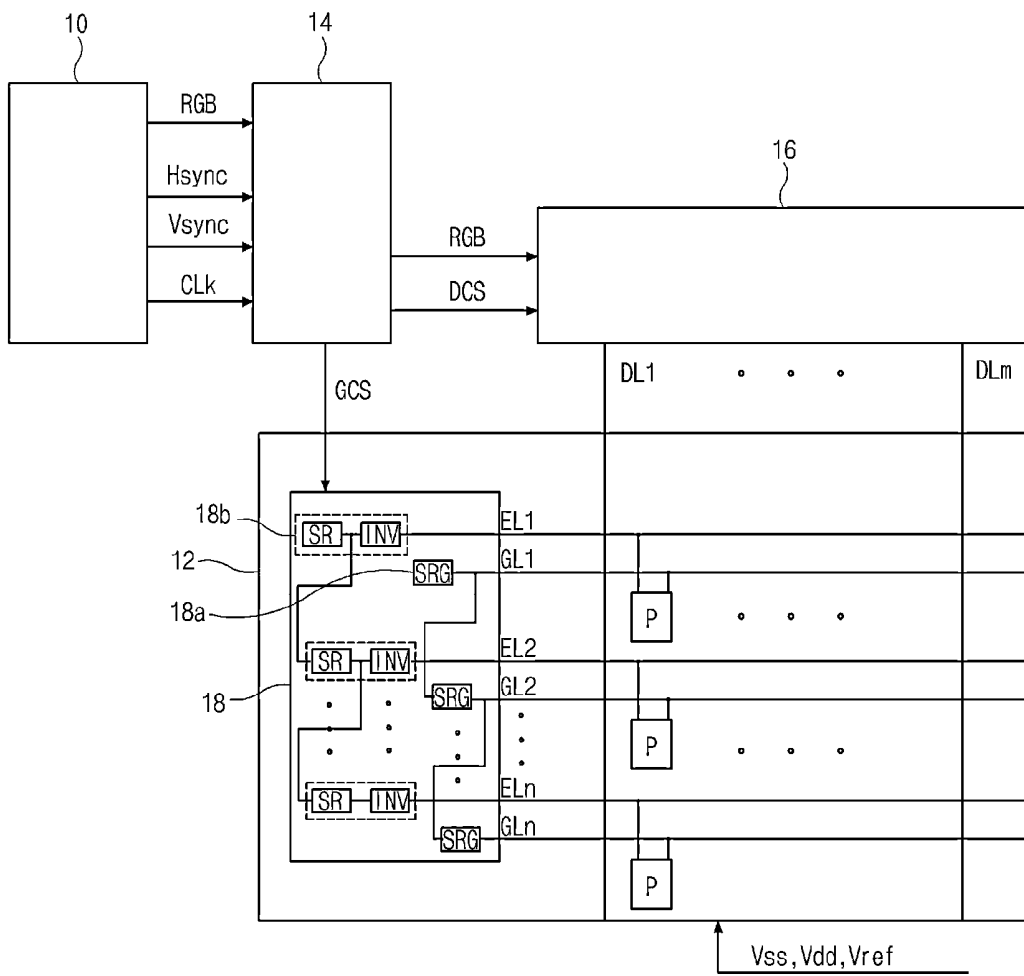 10
14
RGB
Hsync
Vsync
CLk
16
RGB
DCS
GCS
DL1
DLm
18b
SR
INV
EL1
12
SRG
GL1
18a
P
SR
INV
EL2
18
SRG
GL2
P
SR
INV
ELn
SRG
GLn
P
Vss,Vdd,Vref